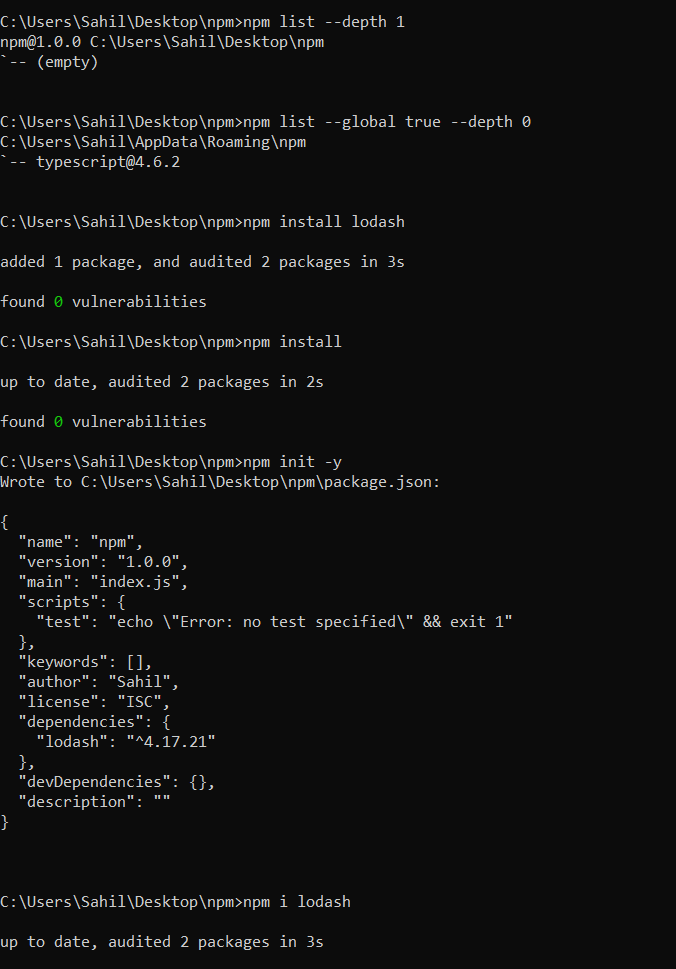 C:\Users\Sahil\Desktop\npm>npm list --depth 1
npm@1.0.0 C:\Users\Sahil\Desktop\npm
`-- (empty)
C:\Users\Sahil\Desktop\npm>npm list --global true --depth 0
C:\Users\Sahil\AppData\Roaming\npm
`-- typescript@4.6.2
C:\Users\Sahil\Desktop\npm>npm install lodash
added 1 package, and audited 2 packages in 3s
found 0 vulnerabilities
C:\Users\Sahil\Desktop\npm>npm install
up to date, audited 2 packages in 2s
found 0 vulnerabilities
C:\Users\Sahil\Desktop\npm>npm init -y
Wrote to C:\Users\Sahil\Desktop\npm\package.json:
{
  "name": "npm",
  "version": "1.0.0",
  "main": "index.js",
  "scripts": {
    "test": "echo \"Error: no test specified\" && exit 1"
  },
  "keywords": [],
  "author": "Sahil",
  "license": "ISC",
  "dependencies": {
    "lodash": "^4.17.21"
  },
  "devDependencies": {},
  "description": ""
}
C:\Users\Sahil\Desktop\npm>npm i lodash
up to date, audited 2 packages in 3s